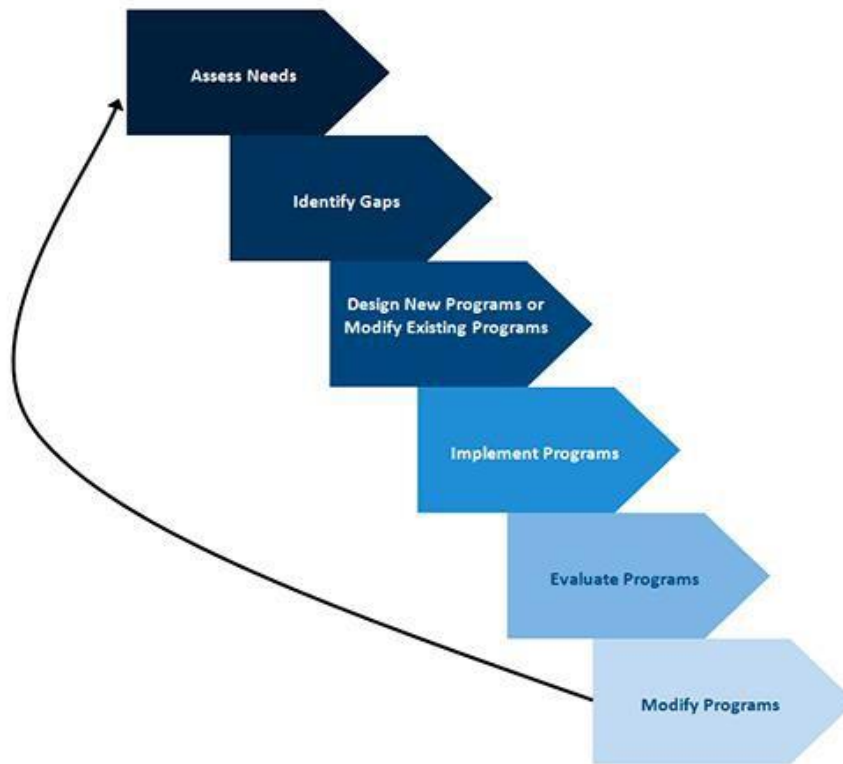 Assess Needs
Identify Gaps
Design New Programs or
Modify Existing Programs
Implement Programs
Evaluate Programs
Modify Programs